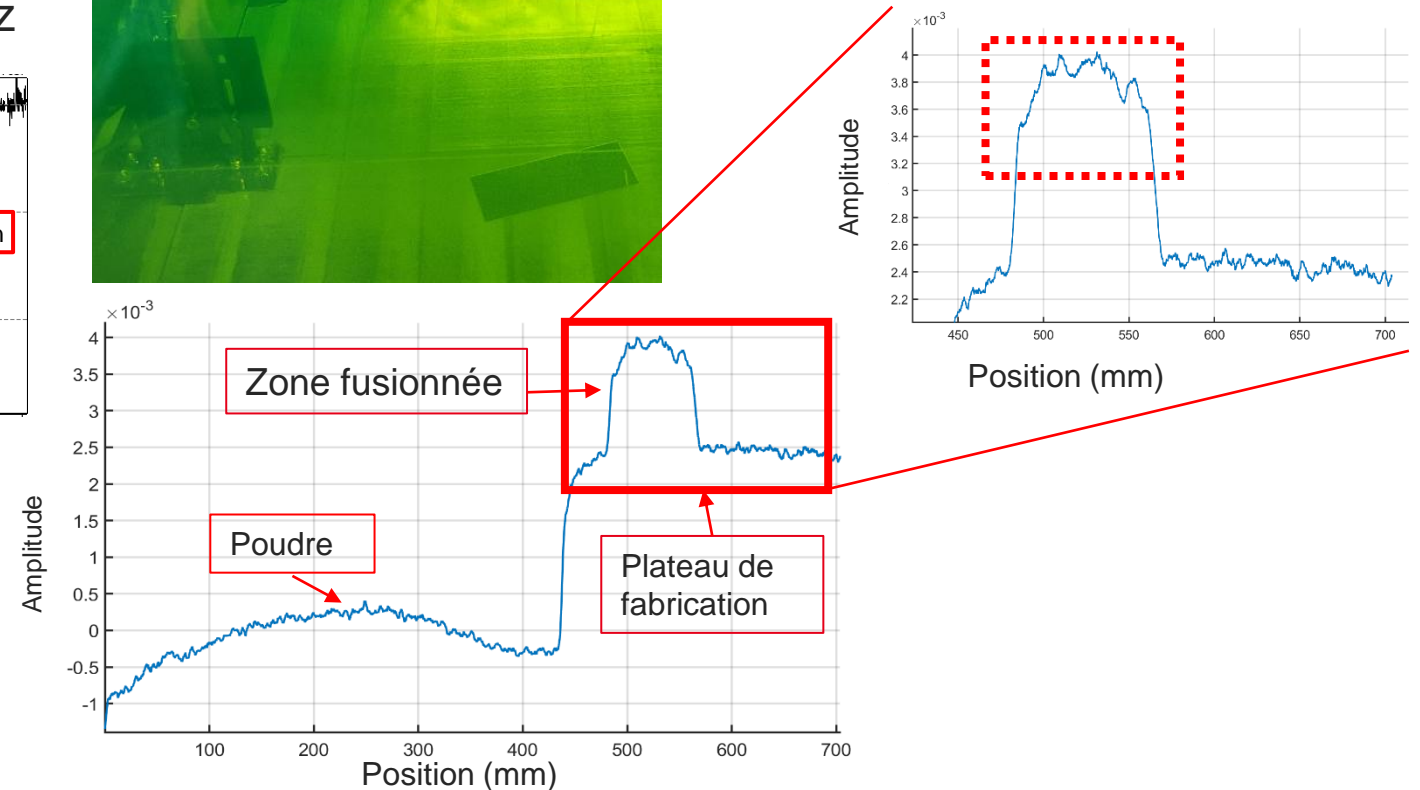 z
n
×10⁻³
4
3.8
3.6
3.4
3.2
3
2.8
2.6
2.4
2.2
Amplitude
450 500 550 600 650 700
Position (mm)
×10⁻³
4
3.5
3
2.5
2
1.5
1
0.5
0
-0.5
-1
Amplitude
Zone fusionnée
Poudre
Plateau de
fabrication
100 200 300 400 500 600 700
Position (mm)